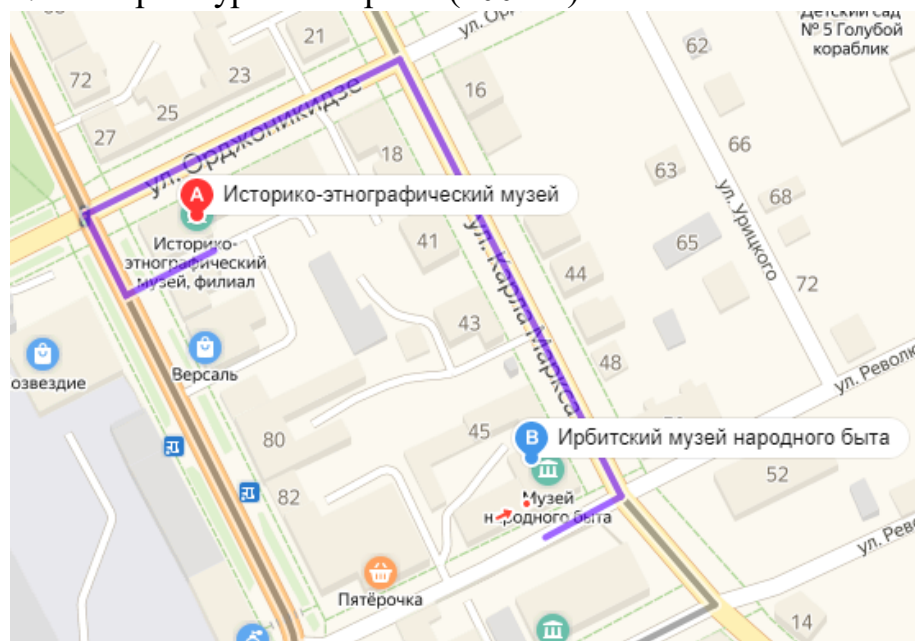 21
ул. Орд
62
Детский сад
№ 5 Голубой
кораблик
72
23
25
27
16
ул. Орджоникидзе
18
66
63
68
ул. Урицкого
A
Историко-этнографический музей
Историко-
этнографический
музей, филиал
41
65
ул. Карла Маркса
44
72
43
48
озвездие
Версаль
ул. Револю
80
45
B
Ирбитский музей народного быта
82
52
Музей
народного быта
ул. Рев
Пятёрочка
14